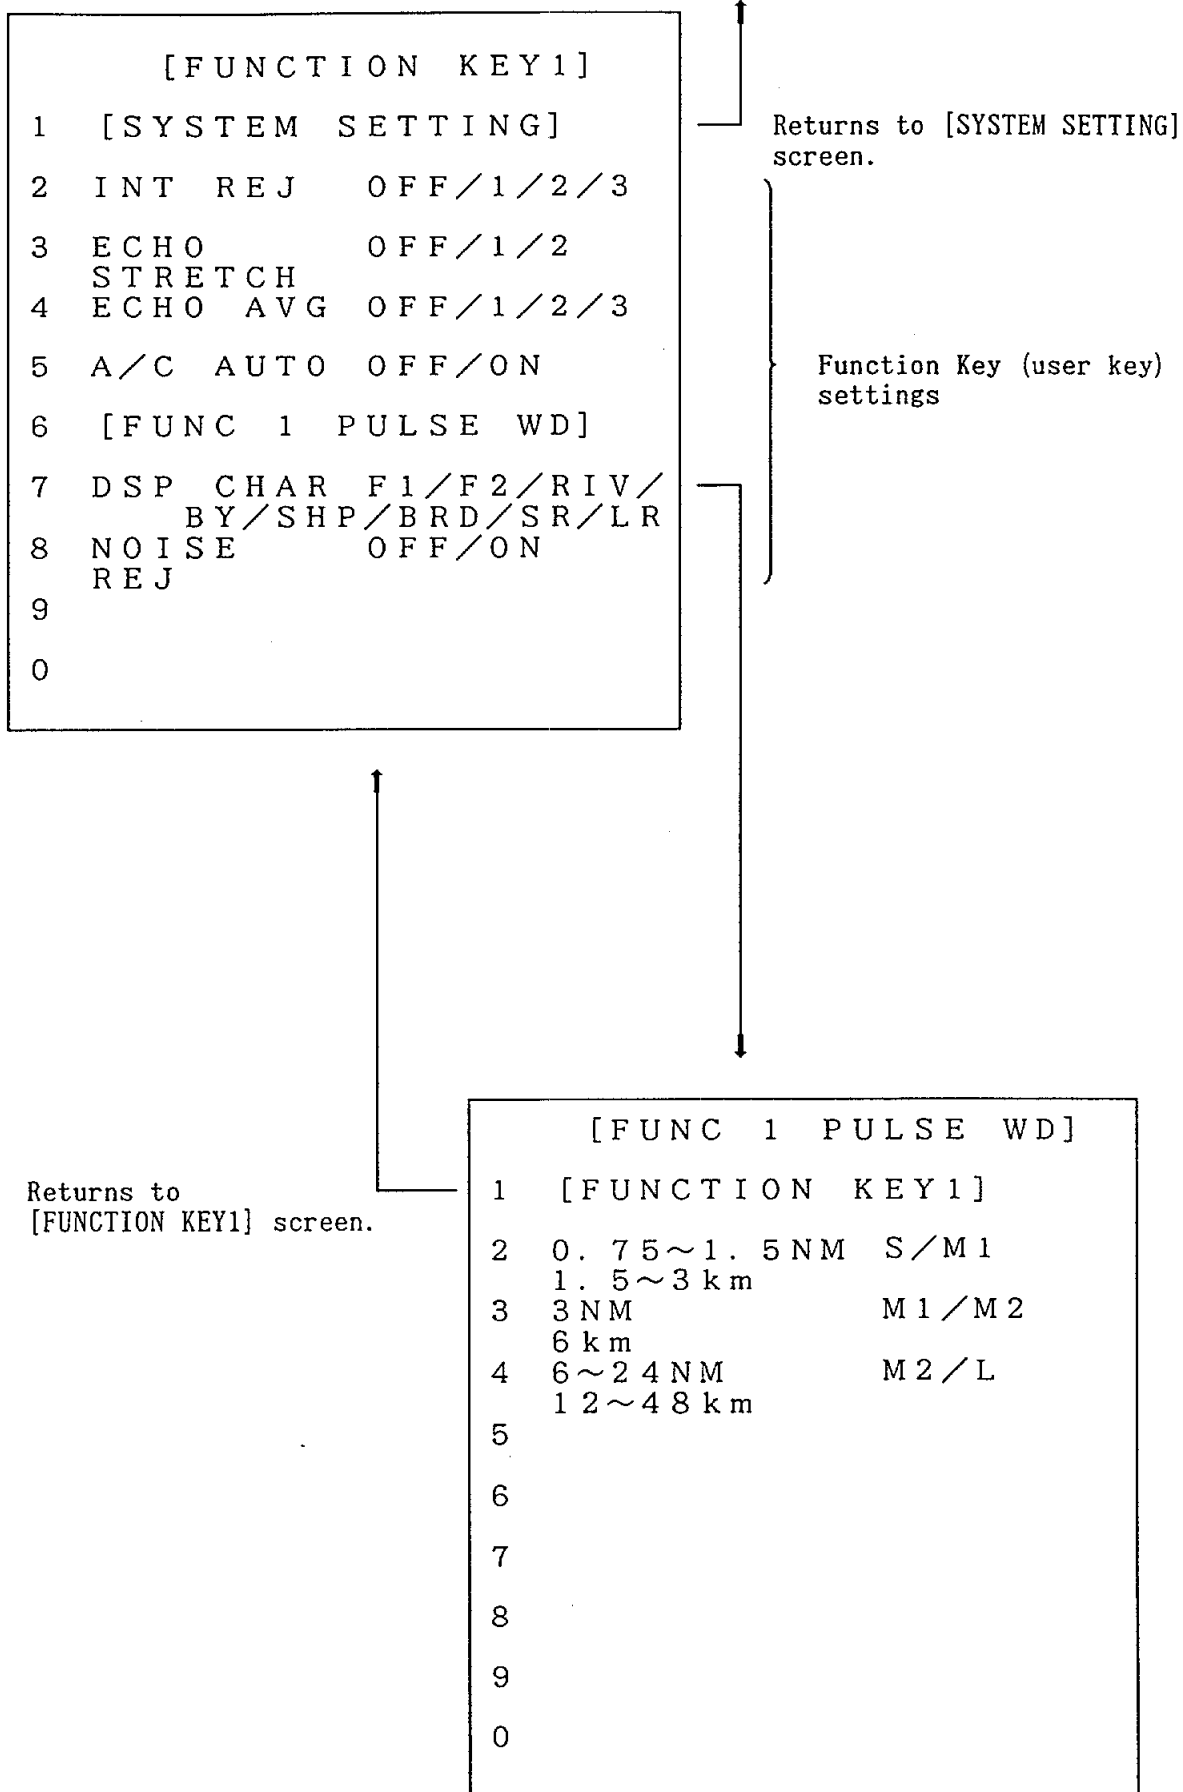 [FUNCTION KEY1]
1 [SYSTEM SETTING]
Returns to [SYSTEM SETTING]
screen.
2 INT REJ OFF/1/2/3
3 ECHO OFF/1/2
STRETCH
4 ECHO AVG OFF/1/2/3
5 A/C AUTO OFF/ON
Function Key (user key)
settings
6 [FUNC 1 PULSE WD]
7 DSP CHAR F1/F2/RIV/
BY/SHP/BRD/SR/LR
8 NOISE OFF/ON
REJ
9
0
[FUNC 1 PULSE WD]
Returns to
[FUNCTION KEY1] screen.
1 [FUNCTION KEY1]
2 0.75~1.5NM S/M1
1.5~3km
3 3NM M1/M2
6km
4 6~24NM M2/L
12~48km
5
6
7
8
9
0